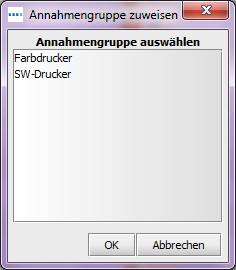 Annahmengruppe zuweisen
Annahmengruppe auswählen
Farbdrucker
SW-Drucker
OK
Abbrechen